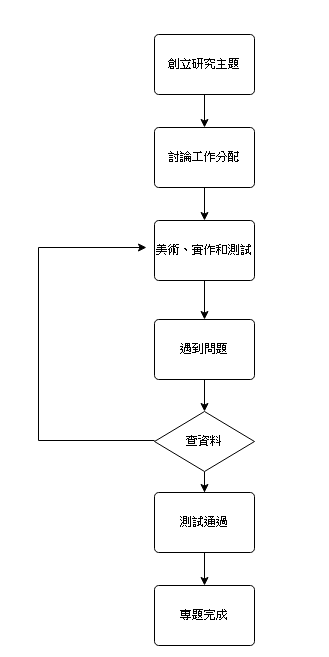 創立研究主題
討論工作分配
美術、實作和測試
遇到問題
查資料
測試通過
專題完成